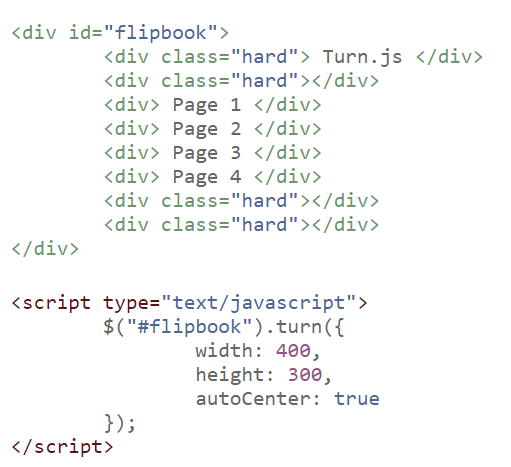 <div id="flipbook">
<div class="hard"> Turn.js </div>
<div class="hard"></div>
<div> Page 1 </div>
<div> Page 2 </div>
<div> Page 3 </div>
<div> Page 4 </div>
<div class="hard"></div>
<div class="hard"></div>
</div>
<script type="text/javascript">
$("#flipbook").turn({
width: 400,
height: 300,
autoCenter: true
});
</script>